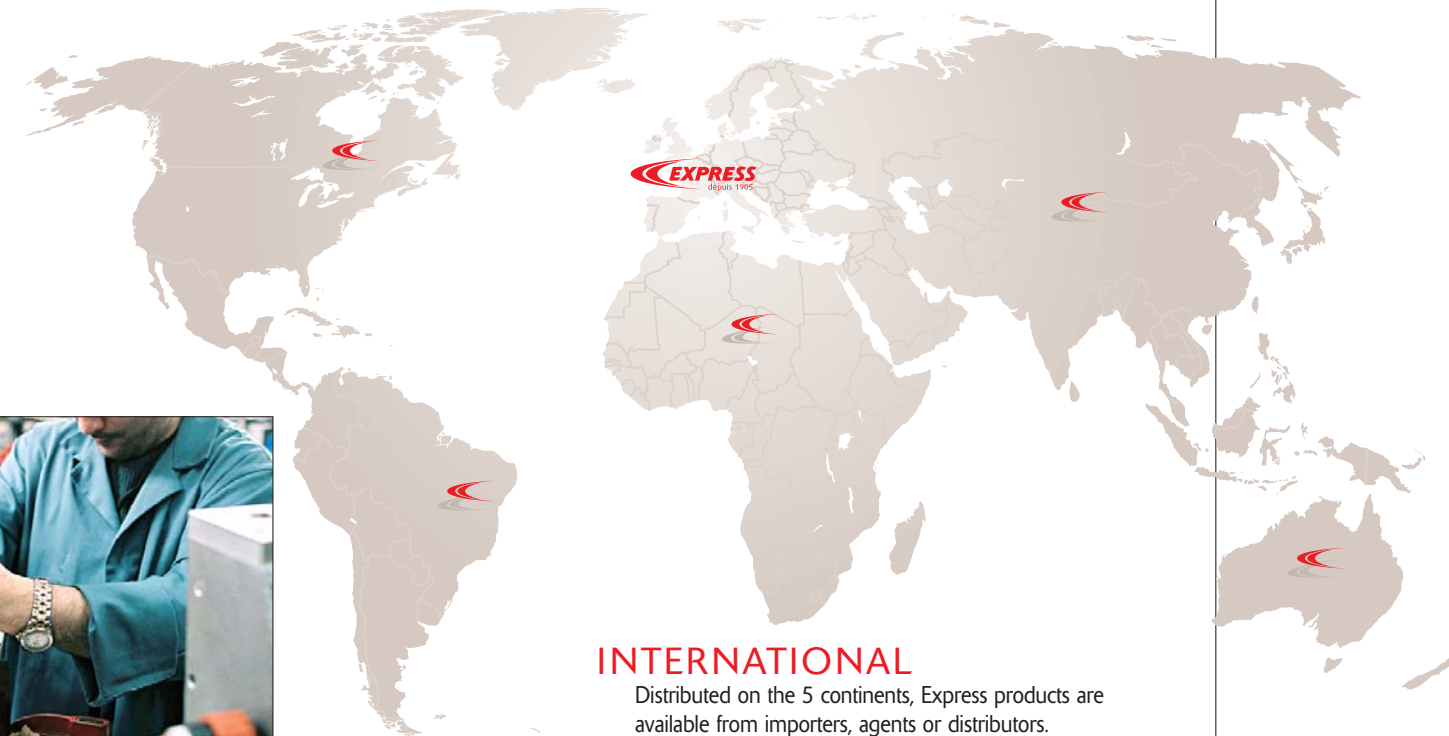 EXPRESS
depuis 1905
INTERNATIONAL
Distributed on the 5 continents, Express products are
available from importers, agents or distributors.